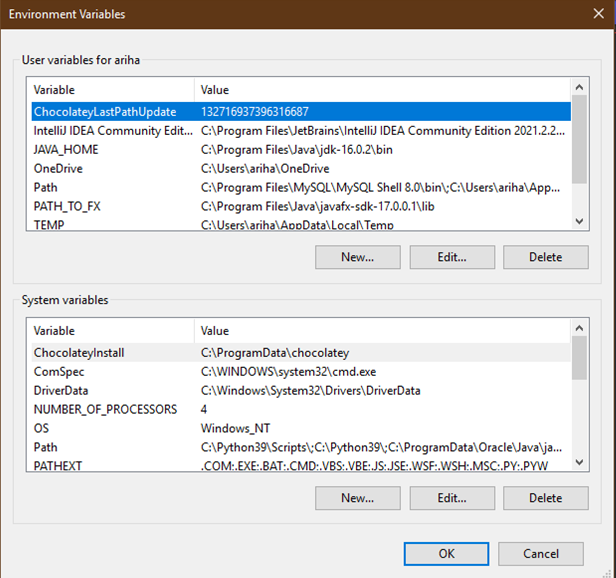 Environment Variables
User variables for ariha
Variable Value
ChocolateyLastPathUpdate 132716937396316687
IntelliJ IDEA Community Edit... C:\Program Files\JetBrains\IntelliJ IDEA Community Edition 2021.2.2...
JAVA_HOME C:\Program Files\Java\jdk-16.0.2\bin
OneDrive C:\Users\ariha\OneDrive
Path C:\Program Files\MySQL\MySQL Shell 8.0\bin\;C:\Users\ariha\App...
PATH_TO_FX C:\Program Files\Java\javafx-sdk-17.0.0.1\lib
TEMP C:\Users\ariha\AppData\Local\Temp
New... Edit... Delete
System variables
Variable Value
ChocolateyInstall C:\ProgramData\chocolatey
ComSpec C:\WINDOWS\system32\cmd.exe
DriverData C:\Windows\System32\Drivers\DriverData
NUMBER_OF_PROCESSORS 4
OS Windows_NT
Path C:\Python39\Scripts\;C:\Python39\;C:\ProgramData\Oracle\Java\ja...
PATHEXT .COM;.EXE;.BAT;.CMD;.VBS;.VBE;.JS;.JSE;.WSF;.WSH;.MSC;.PY;.PYW
New... Edit... Delete
OK Cancel